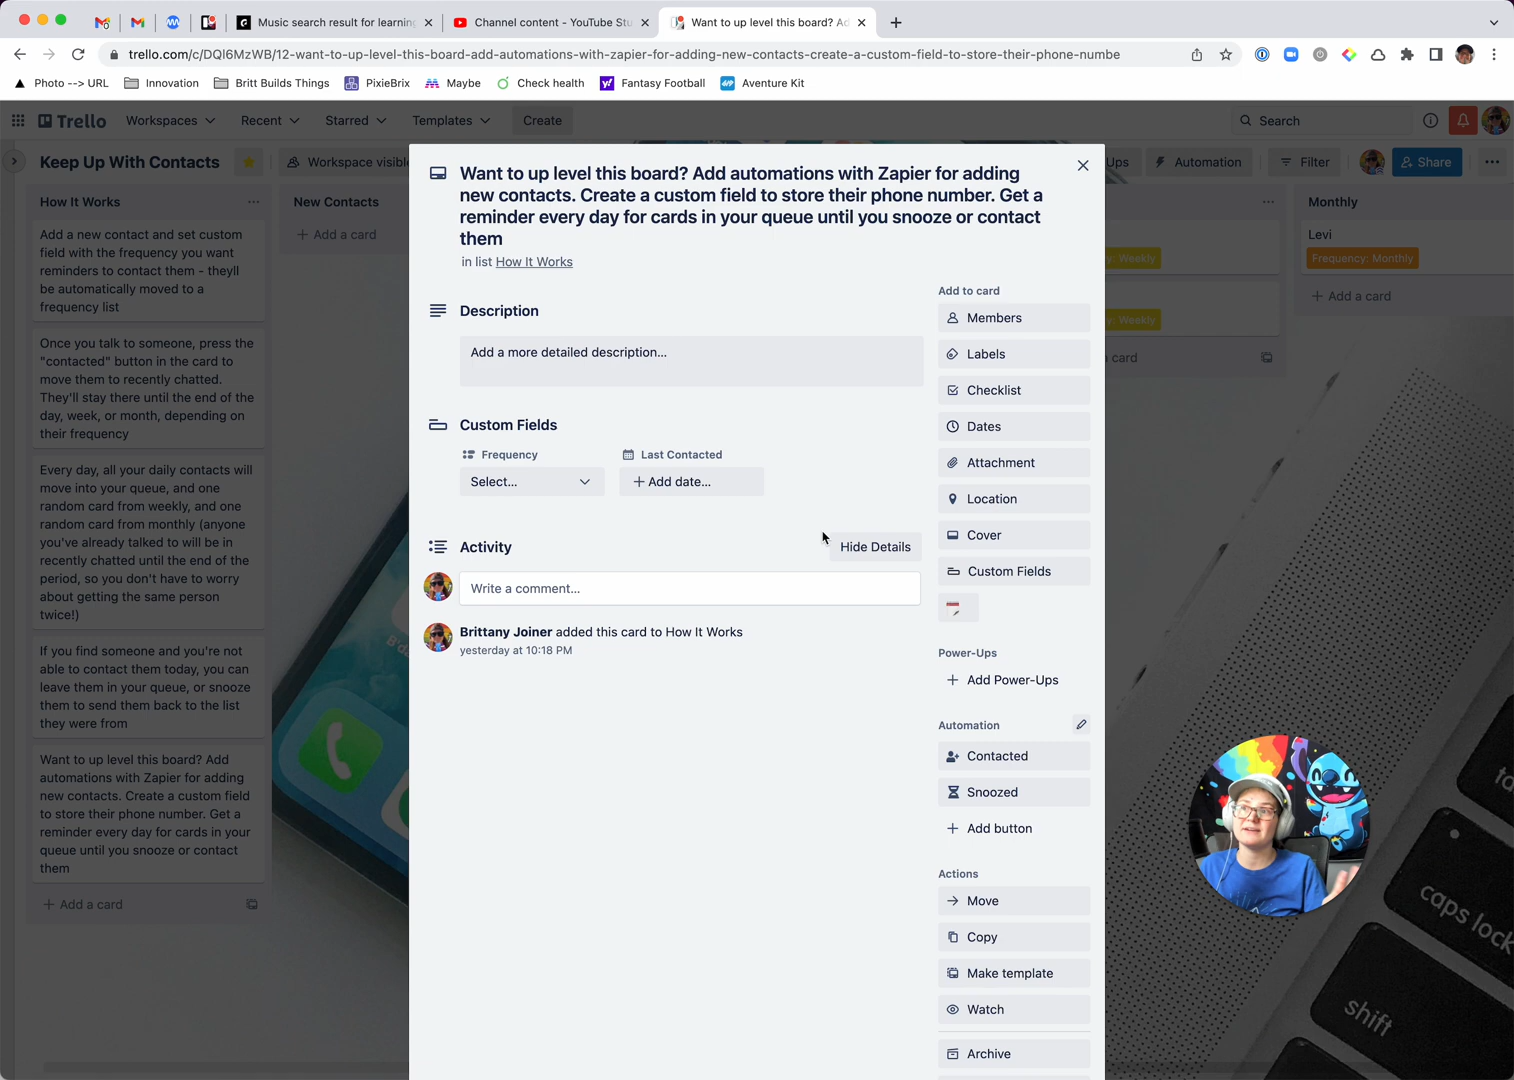 Music search result for learning
Channel content - YouTube Stu
Want to up level this board? Ad
trello.com/c/DQI6MzWB/12-want-to-up-level-this-board-add-automations-with-zapier-for-adding-new-contacts-create-a-custom-field-to-store-their-phone-numbe
Photo --> URL
Innovation
Britt Builds Things
PixieBrix
Maybe
Check health
Fantasy Football
Aventure Kit
Trello
Workspaces
Recent
Starred
Templates
Create
Search
Keep Up With Contacts
Workspace visible
Ups
Automation
Filter
Share
How It Works
Add a new contact and set custom
field with the frequency you want
reminders to contact them - theyll
be automatically moved to a
frequency list
Once you talk to someone, press the
"contacted" button in the card to
move them to recently chatted.
They'll stay there until the end of the
day, week, or month, depending on
their frequency
Every day, all your daily contacts will
move into your queue, and one
random card from weekly, and one
random card from monthly (anyone
you've already talked to will be in
recently chatted until the end of the
period, so you don't have to worry
about getting the same person
twice!)
If you find someone and you're not
able to contact them today, you can
leave them in your queue, or snooze
them to send them back to the list
they were from
Want to up level this board? Add
automations with Zapier for adding
new contacts. Create a custom field
to store their phone number. Get a
reminder every day for cards in your
queue until you snooze or contact
them
+ Add a card
New Contacts
+ Add a card
Want to up level this board? Add automations with Zapier for adding
new contacts. Create a custom field to store their phone number. Get a
reminder every day for cards in your queue until you snooze or contact
them
in list How It Works
Description
Add a more detailed description...
Custom Fields
Frequency
Last Contacted
Select...
+ Add date...
Activity
Hide Details
Write a comment...
Brittany Joiner added this card to How It Works
yesterday at 10:18 PM
Add to card
Members
Labels
Checklist
Dates
Attachment
Location
Cover
Custom Fields
Power-Ups
+ Add Power-Ups
Automation
Contacted
Snoozed
+ Add button
Actions
Move
Copy
Make template
Watch
Archive
y: Weekly
y: Weekly
card
Monthly
Levi
Frequency: Monthly
+ Add a card
caps lock
shift